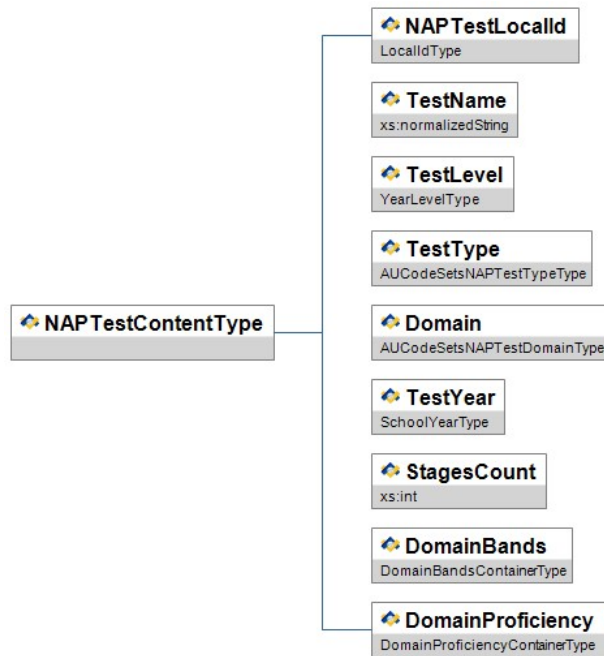 NAPTestLocalId
LocalIdType
TestName
xs:normalizedString
TestLevel
YearLevelType
TestType
AUCodeSetsNAPTestTypeType
NAPTestContentType
Domain
AUCodeSetsNAPTestDomainType
TestYear
SchoolYearType
StagesCount
xs:int
DomainBands
DomainBandsContainerType
DomainProficiency
DomainProficiencyContainerType